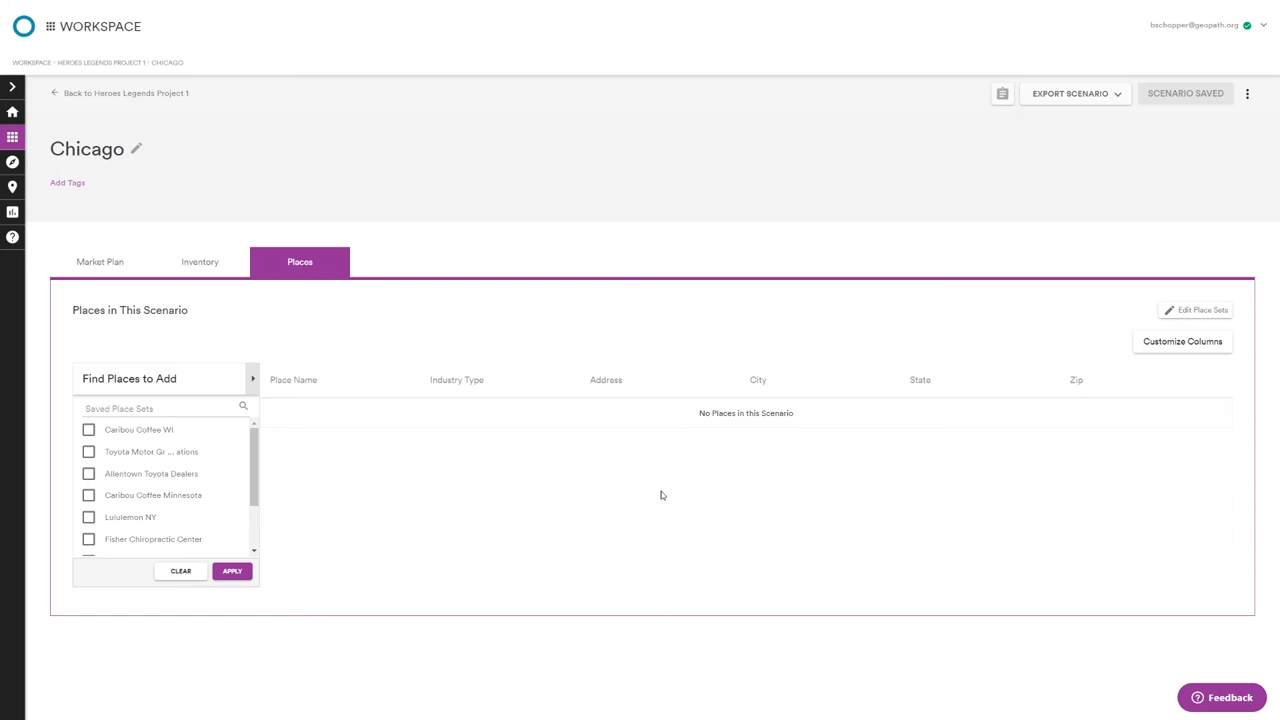 WORKSPACE
bschopper@geopath.org
WORKSPACE / HEROES LEGENDS PROJECT 1 / CHICAGO
Back to Heroes Legends Project 1
EXPORT SCENARIO
SCENARIO SAVED
Chicago
Add Tags
Market Plan
Inventory
Places
Places in This Scenario
Edit Place Sets
Customize Columns
Find Places to Add
Place Name
Industry Type
Address
City
State
Zip
Saved Place Sets
No Places in this Scenario
Caribou Coffee WI
Toyota Motor Gr ... ations
Allentown Toyota Dealers
Caribou Coffee Minnesota
Lululemon NY
Fisher Chiropractic Center
CLEAR
APPLY
Feedback